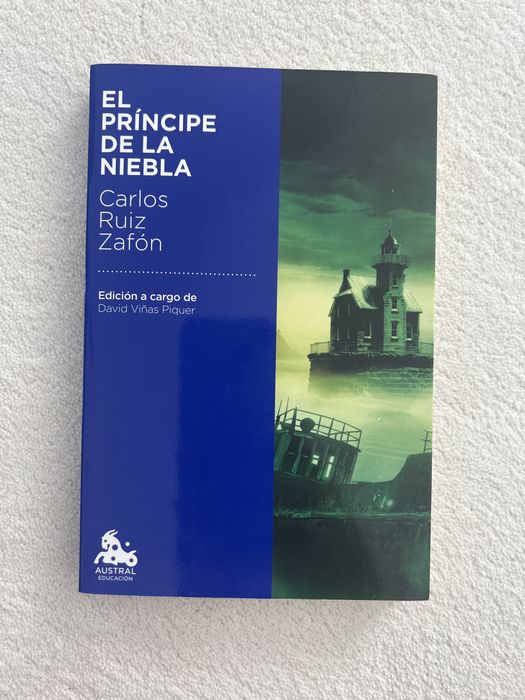 EL
PRÍNCIPE
DE LA
NIEBLA
Carlos
Ruiz
Zafón
Edición a cargo de
David Viñas Piquer
AUSTRAL
EDUCACIÓN